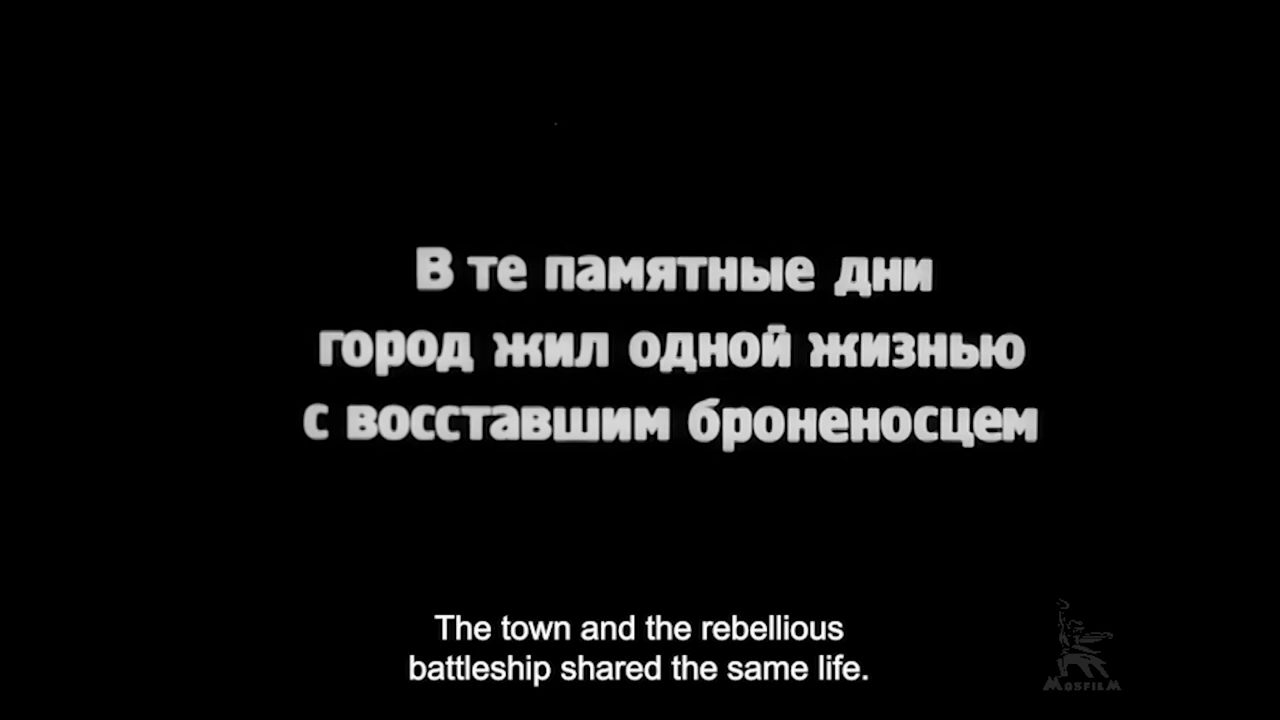 В те памятные дни
город жил одной жизнью
с восставшим броненосцем
The town and the rebellious
battleship shared the same life.
MOSFILM